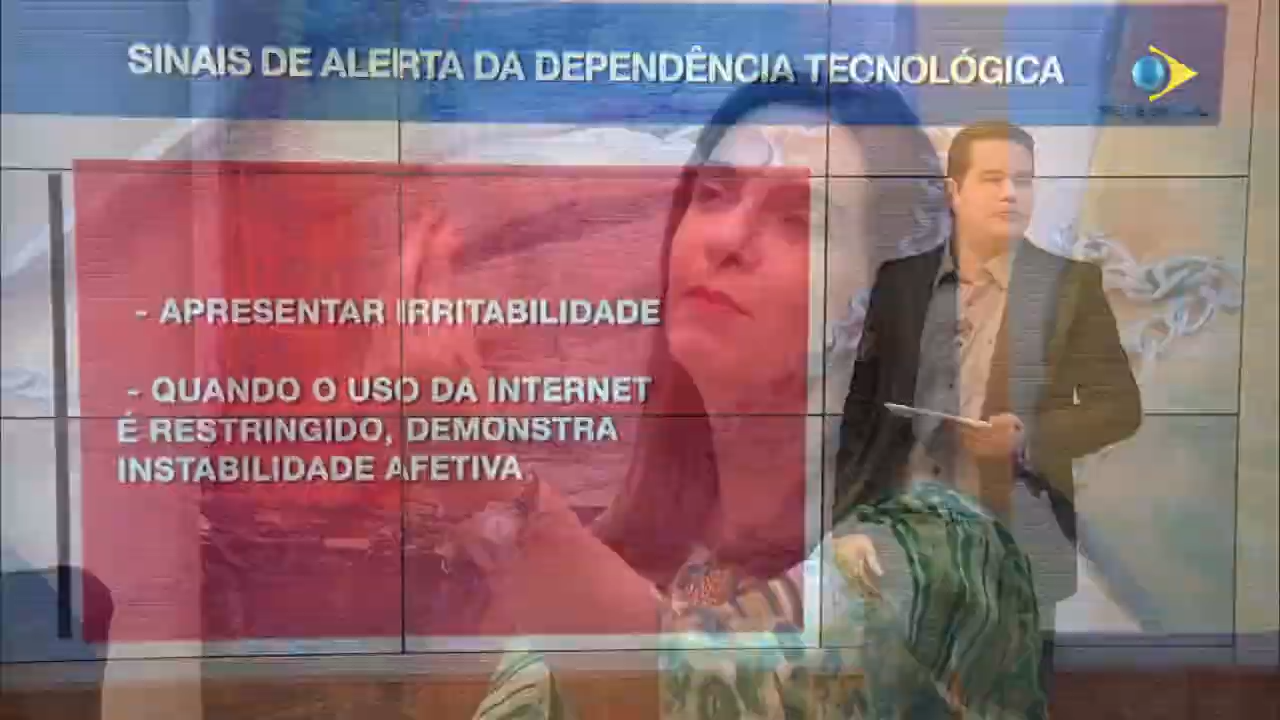 SINAIS DE ALERTA DA DEPENDÊNCIA TECNOLÓGICA
- APRESENTAR IRRITABILIDADE
- QUANDO O USO DA INTERNET
É RESTRINGIDO, DEMONSTRA
INSTABILIDADE AFETIVA.